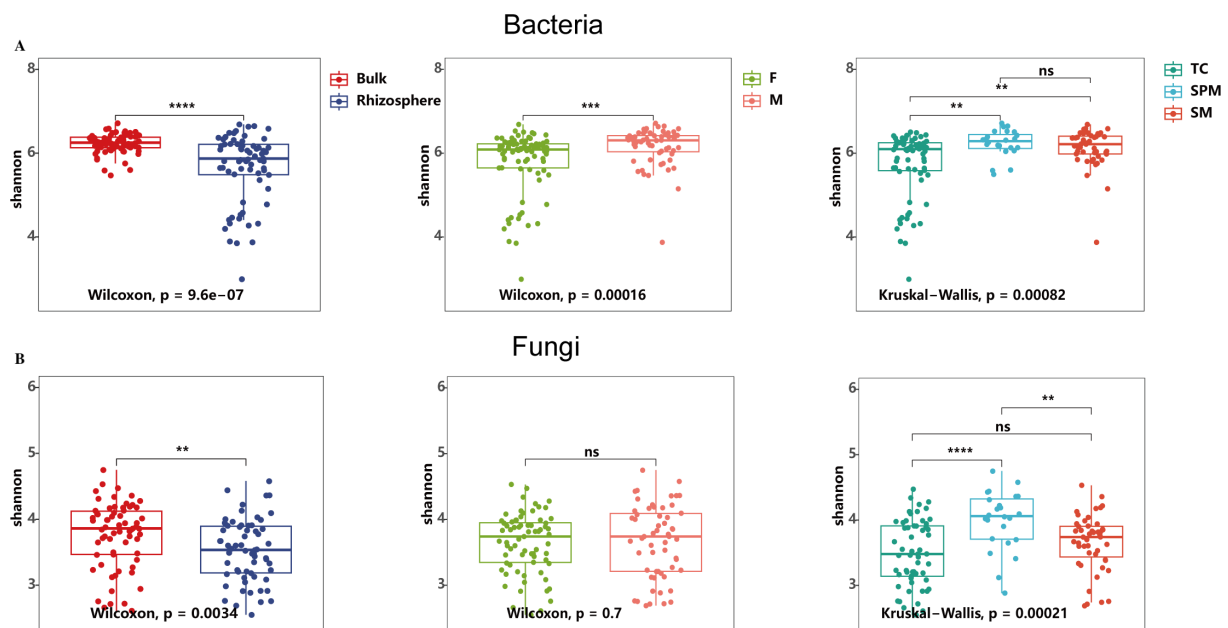 Bacteria
A
8
6
4
shannon
****
Wilcoxon, p = 9.6e−07
Bulk
Rhizosphere
shannon
8
6
4
***
Wilcoxon, p = 0.00016
F
M
shannon
8
6
4
ns
**
**
Kruskal−Wallis, p = 0.00082
TC
SPM
SM
Fungi
B
shannon
6
5
4
3
**
Wilcoxon, p = 0.0034
shannon
6
5
4
3
ns
Wilcoxon, p = 0.7
shannon
6
5
4
3
**
ns
****
Kruskal−Wallis, p = 0.00021